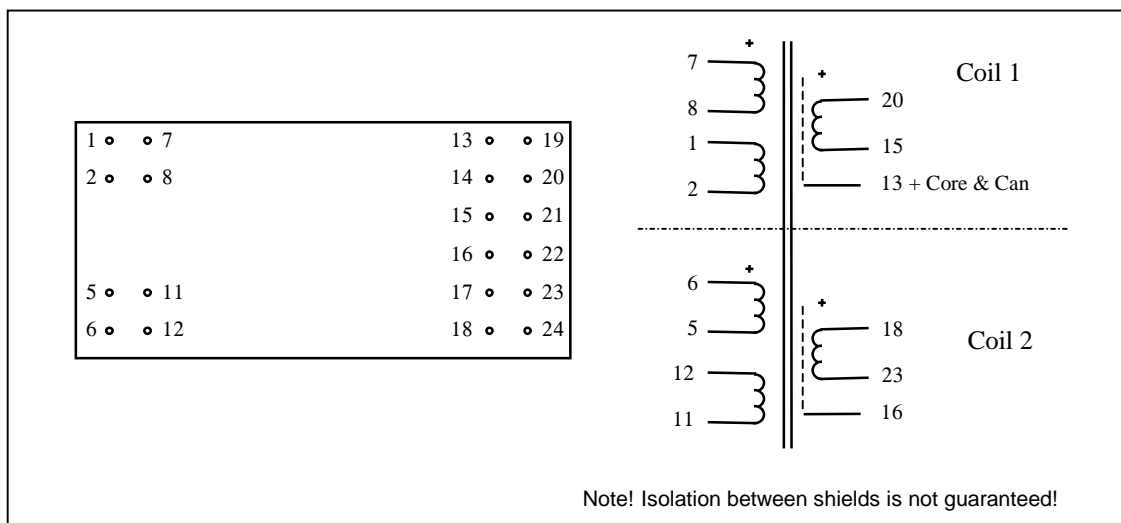 1 7 13 19
2 8 14 20
15 21
16 22
5 11 17 23
6 12 18 24
+
7
8
1
2
+
20
15
13 + Core & Can
Coil 1
+
6
5
12
11
+
18
23
16
Coil 2
Note! Isolation between shields is not guaranteed!